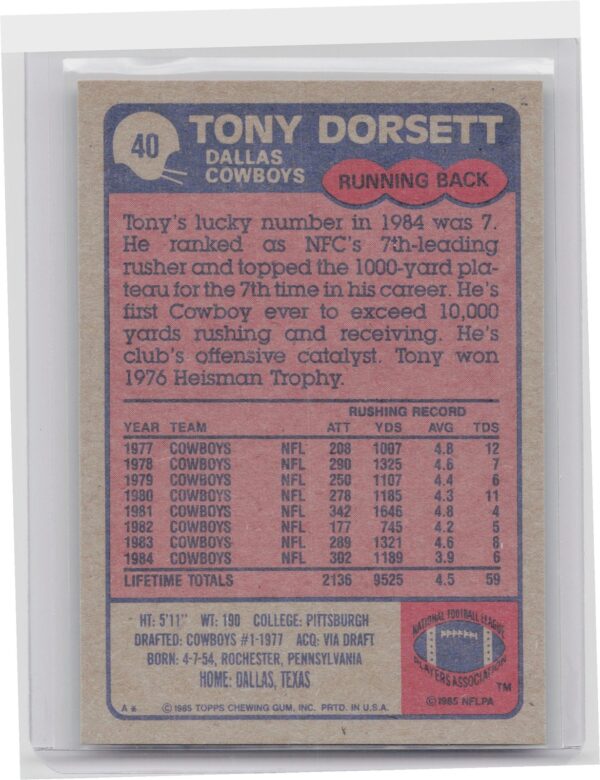 40
TONY DORSETT
DALLAS
COWBOYS
RUNNING BACK
Tony's lucky number in 1984 was 7.
He ranked as NFC's 7th-leading
rusher and topped the 1000-yard pla-
teau for the 7th time in his career. He's
first Cowboy ever to exceed 10,000
yards rushing and receiving. He's
club's offensive catalyst. Tony won
1976 Heisman Trophy.
RUSHING RECORD
YEAR TEAM ATT YDS AVG TDS
1977 COWBOYS NFL 208 1007 4.8 12
1978 COWBOYS NFL 290 1325 4.6 7
1979 COWBOYS NFL 250 1107 4.4 6
1980 COWBOYS NFL 278 1185 4.3 11
1981 COWBOYS NFL 342 1646 4.8 4
1982 COWBOYS NFL 177 745 4.2 5
1983 COWBOYS NFL 289 1321 4.6 8
1984 COWBOYS NFL 302 1189 3.9 6
LIFETIME TOTALS 2136 9525 4.5 59
HT: 5'11" WT: 190 COLLEGE: PITTSBURGH
DRAFTED: COWBOYS #1-1977 ACQ: VIA DRAFT
BORN: 4-7-54, ROCHESTER, PENNSYLVANIA
HOME: DALLAS, TEXAS
NATIONAL FOOTBALL LEAGUE
PLAYERS ASSOCIATION
TM
A* © 1985 TOPPS CHEWING GUM, INC. PRTD. IN U.S.A. © 1985 NFLPA